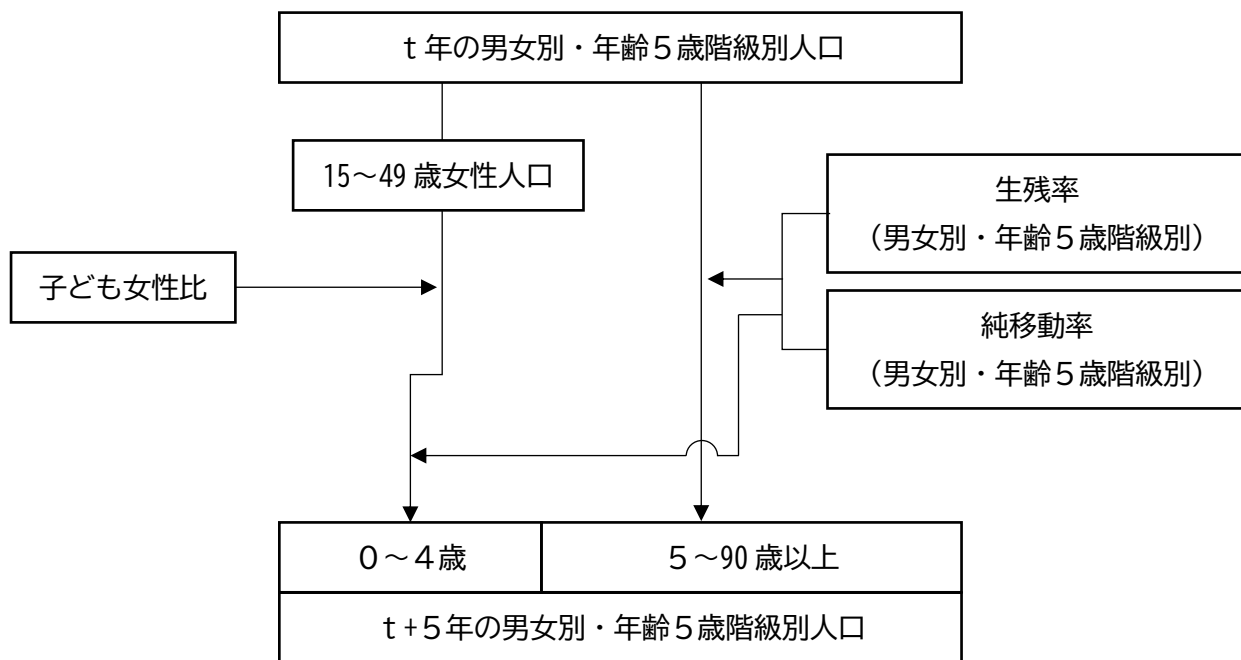 ｔ年の男女別・年齢５歳階級別人口
15～49 歳女性人口
生残率
（男女別・年齢５歳階級別）
子ども女性比
純移動率
（男女別・年齢５歳階級別）
０～４歳
５～90 歳以上
ｔ+５年の男女別・年齢５歳階級別人口